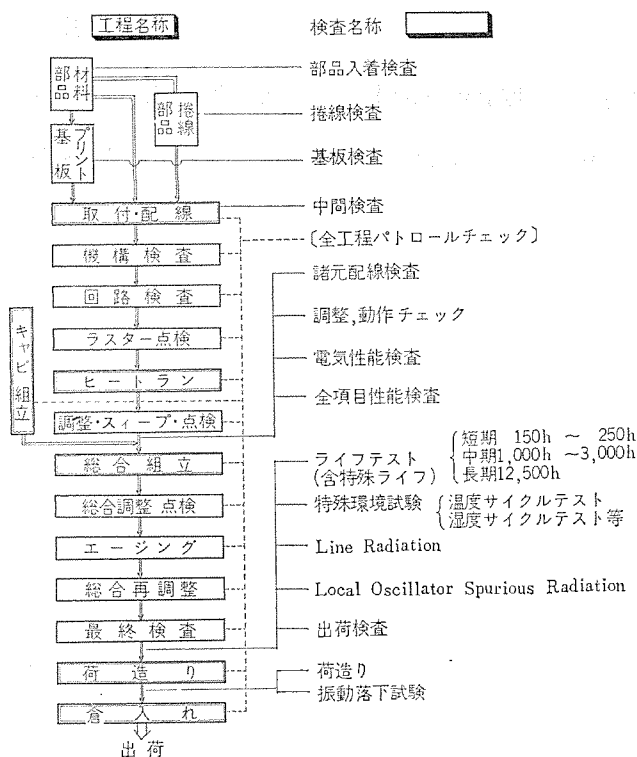 工程名称
検査名称
材料部品
部品入着検査
捲線部品
捲線検査
プリント基板
基板検査
取付・配線
中間検査
〔全工程パトロールチェック〕
機構検査
諸元配線検査
回路検査
調整,動作チェック
キャビ組立
ラスター点検
電気性能検査
ヒートラン
全項目性能検査
調整・スィープ・点検
総合組立
ライフテスト
(含特殊ライフ)
短期 150h ～ 250h
中期1,000h ～3,000h
長期12,500h
総合調整点検
特殊環境試験
温度サイクルテスト
湿度サイクルテスト等
エージング
Line Radiation
総合再調整
Local Oscillator Spurious Radiation
最終検査
出荷検査
荷造り
荷造り
振動落下試験
倉入れ
出荷